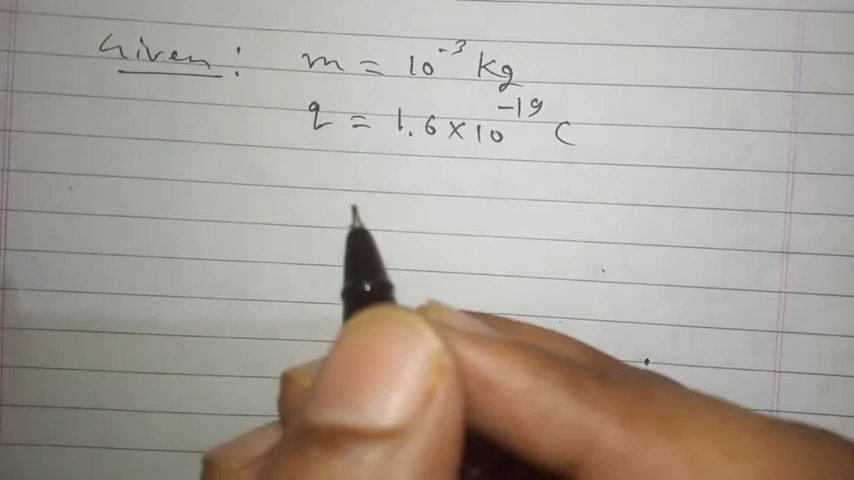 Given: m = 10⁻³ kg
q = 1.6 × 10⁻¹⁹ C